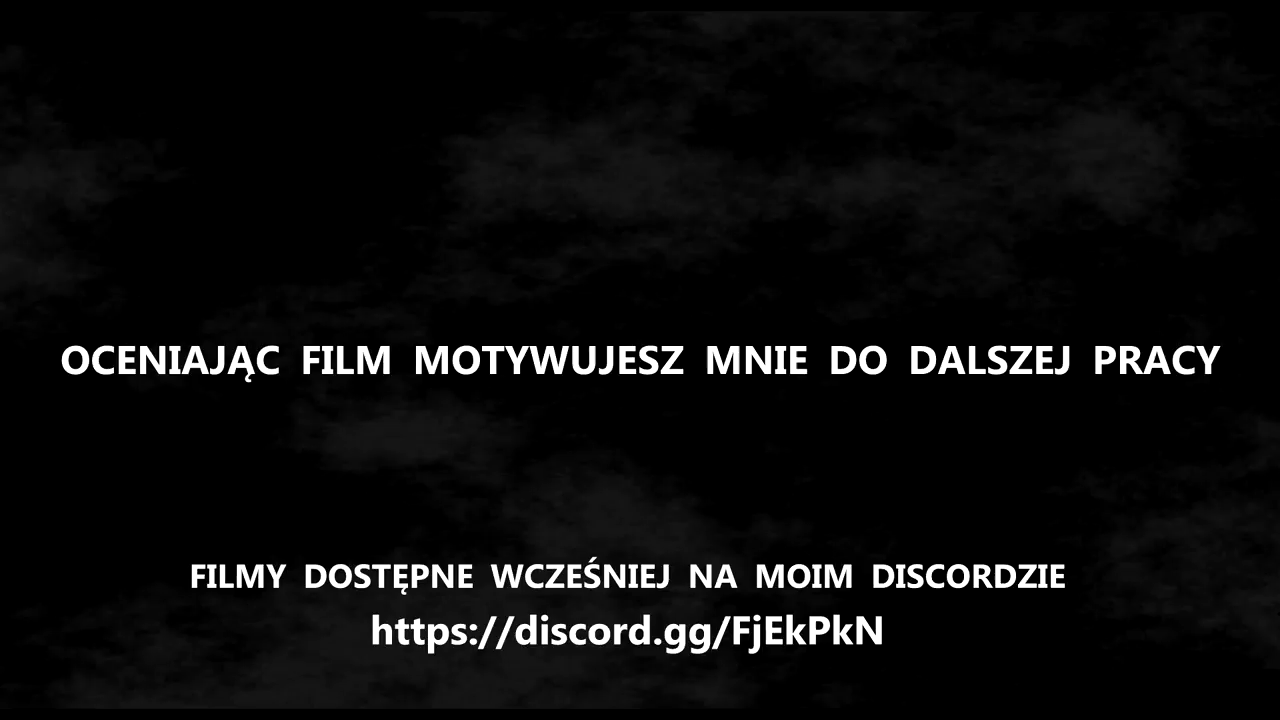 OCENIAJĄC FILM MOTYWUJESZ MNIE DO DALSZEJ PRACY
FILMY DOSTĘPNE WCZEŚNIEJ NA MOIM DISCORDZIE
https://discord.gg/FjEkPkN